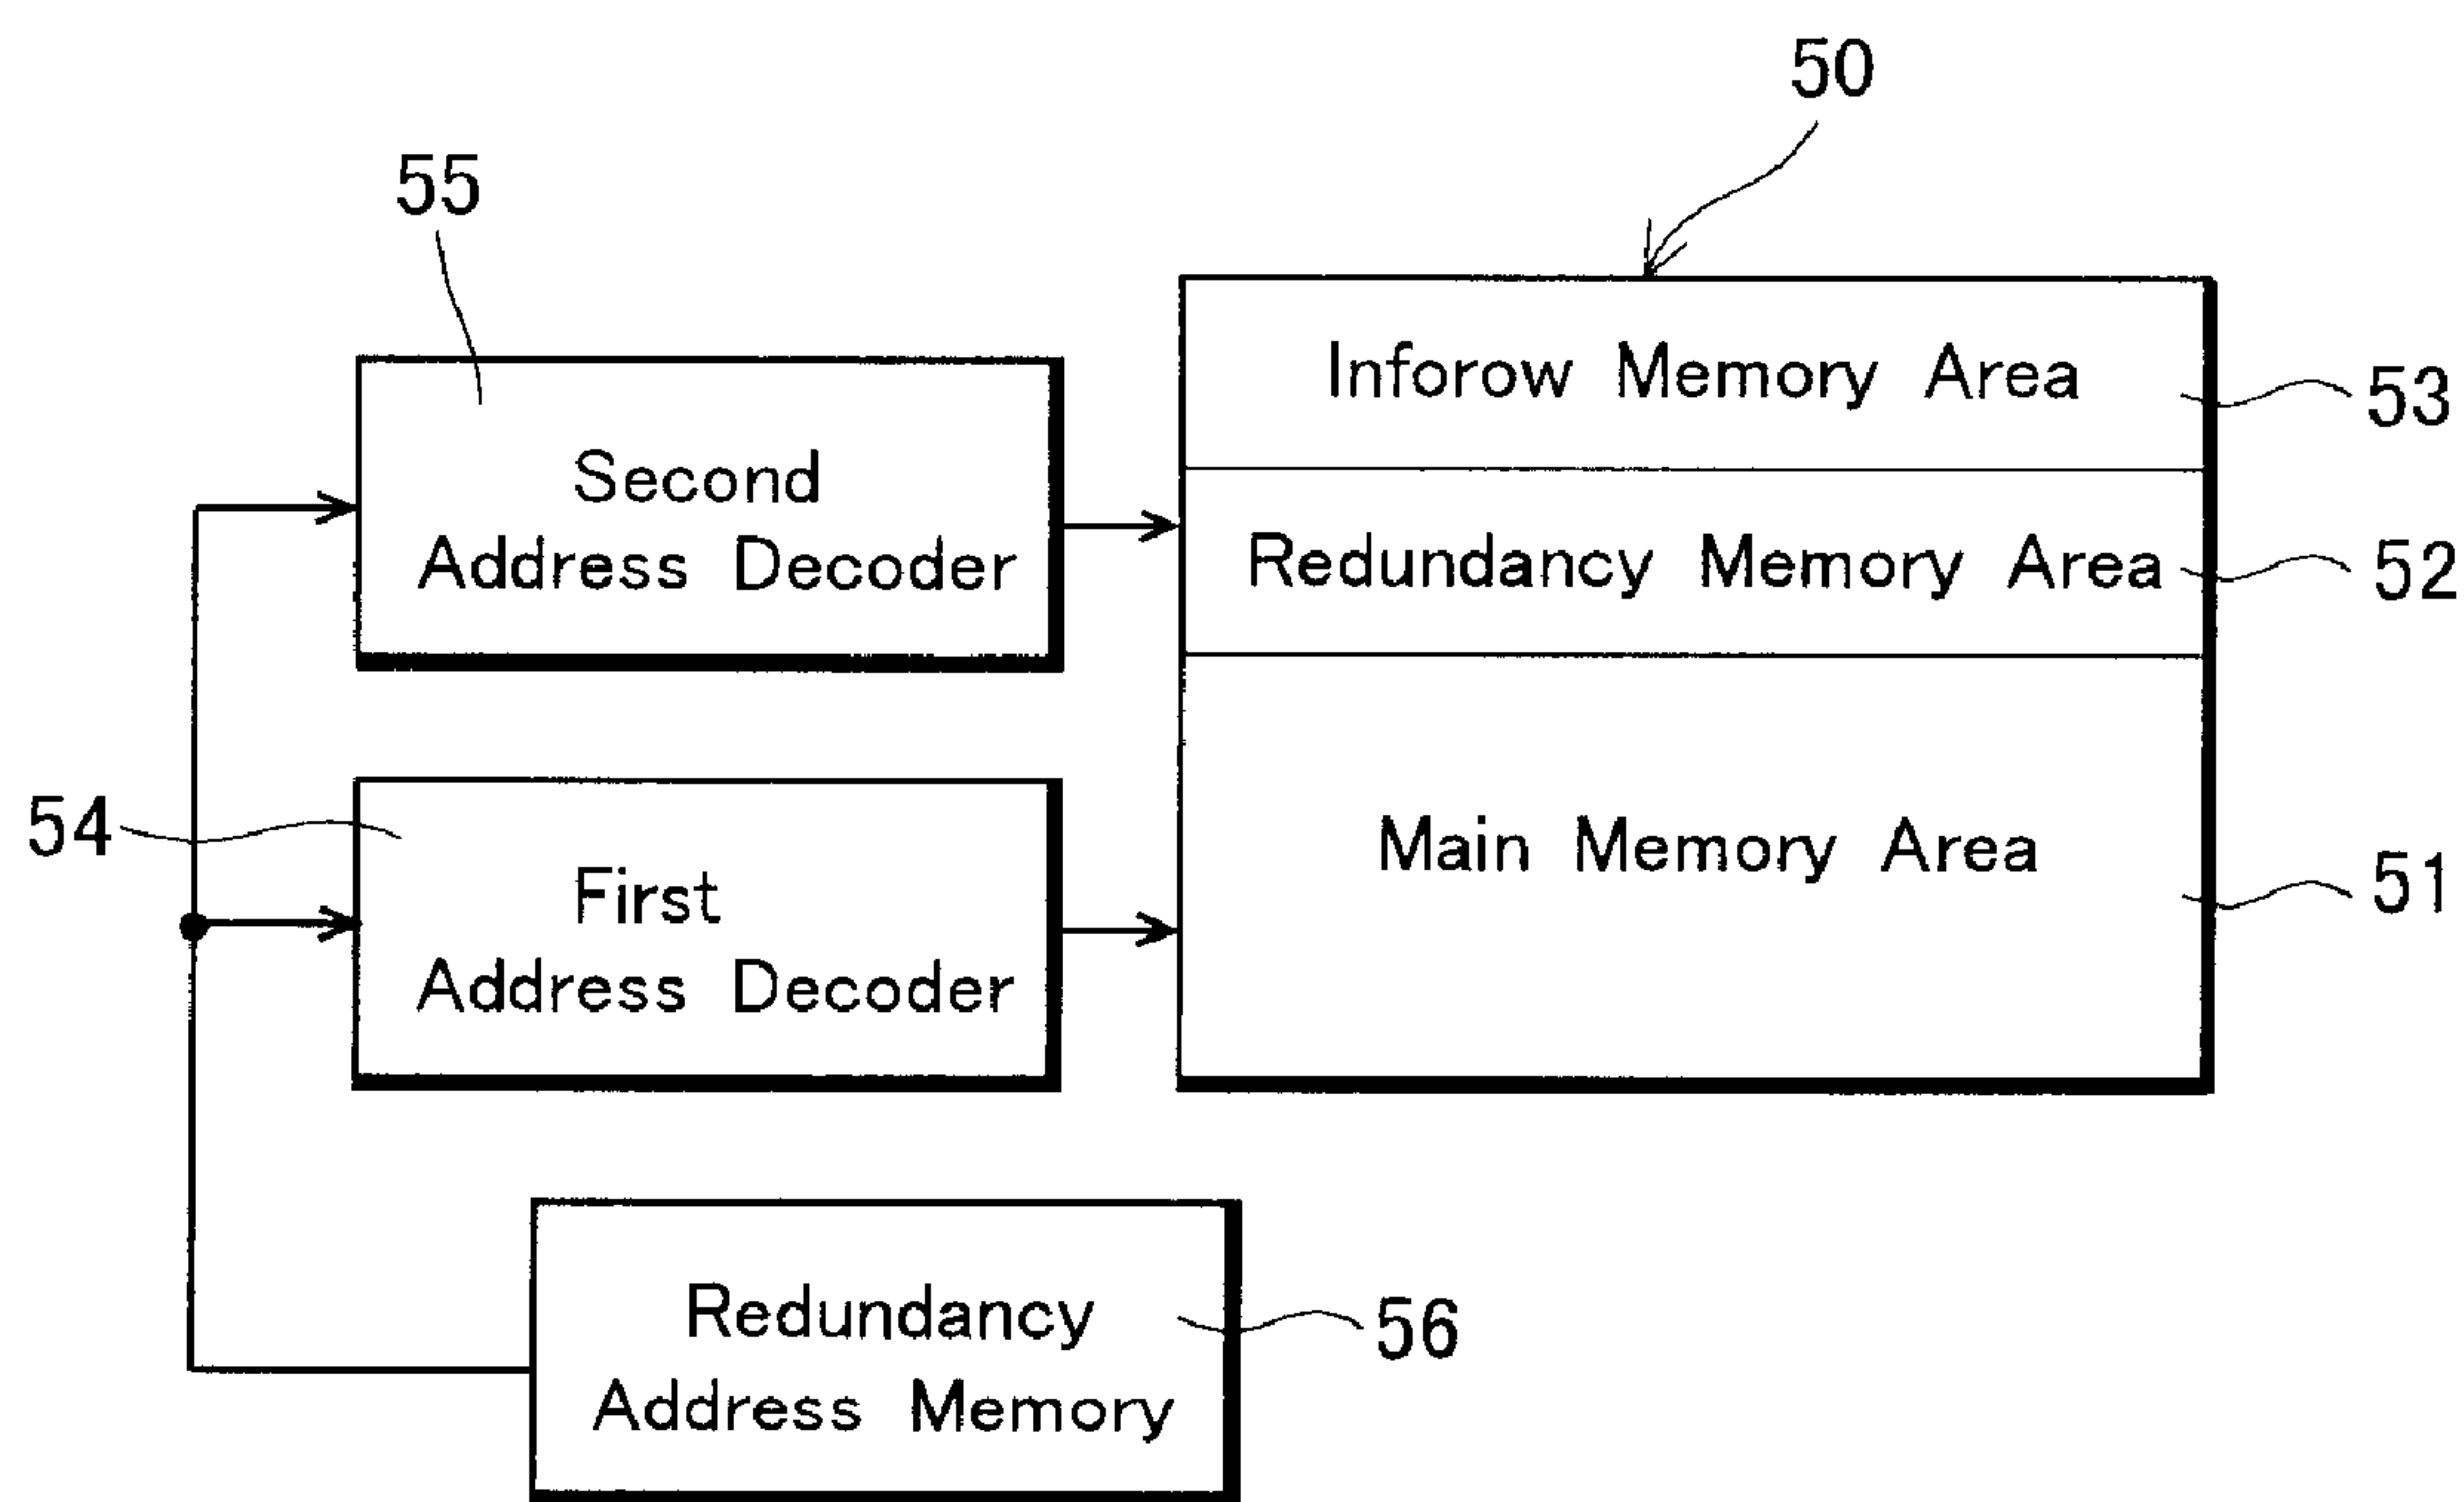 50
55
Inforow Memory Area
53
Second
Address Decoder
Redundancy Memory Area
52
54
First
Address Decoder
Main Memory Area
51
Redundancy
Address Memory
56